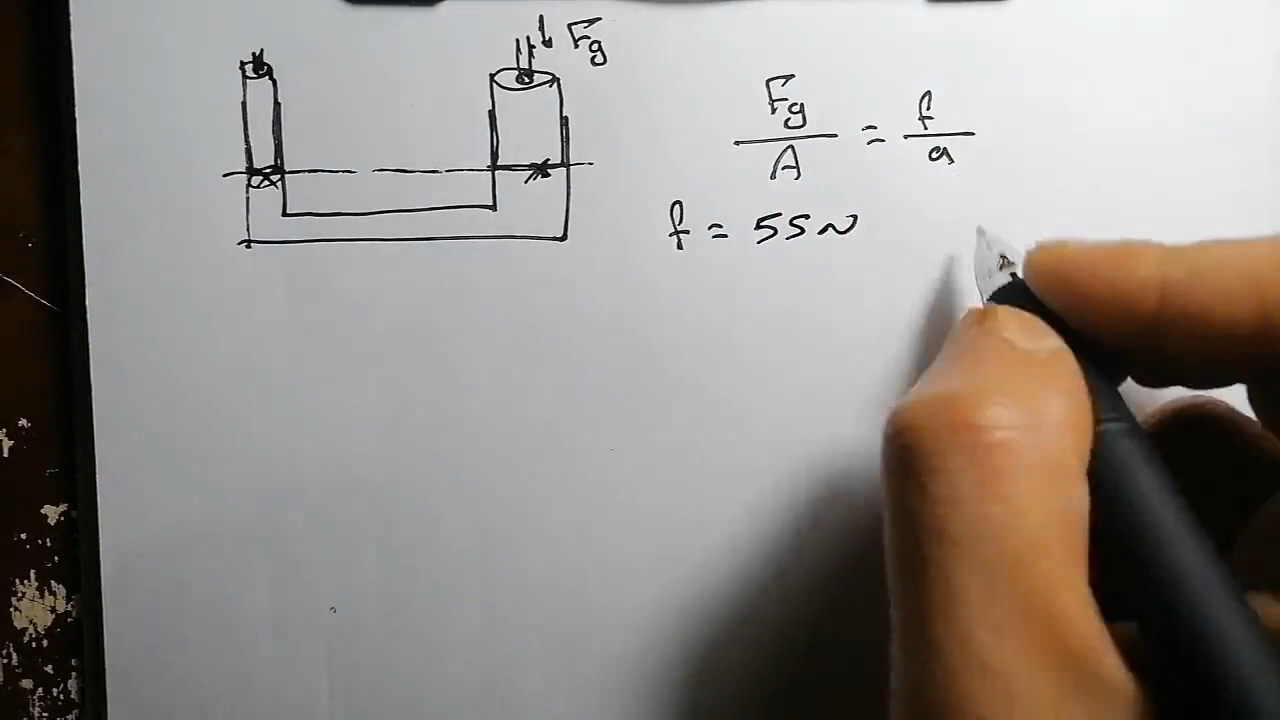 Fg
Fg/A = f/a
f = 55N